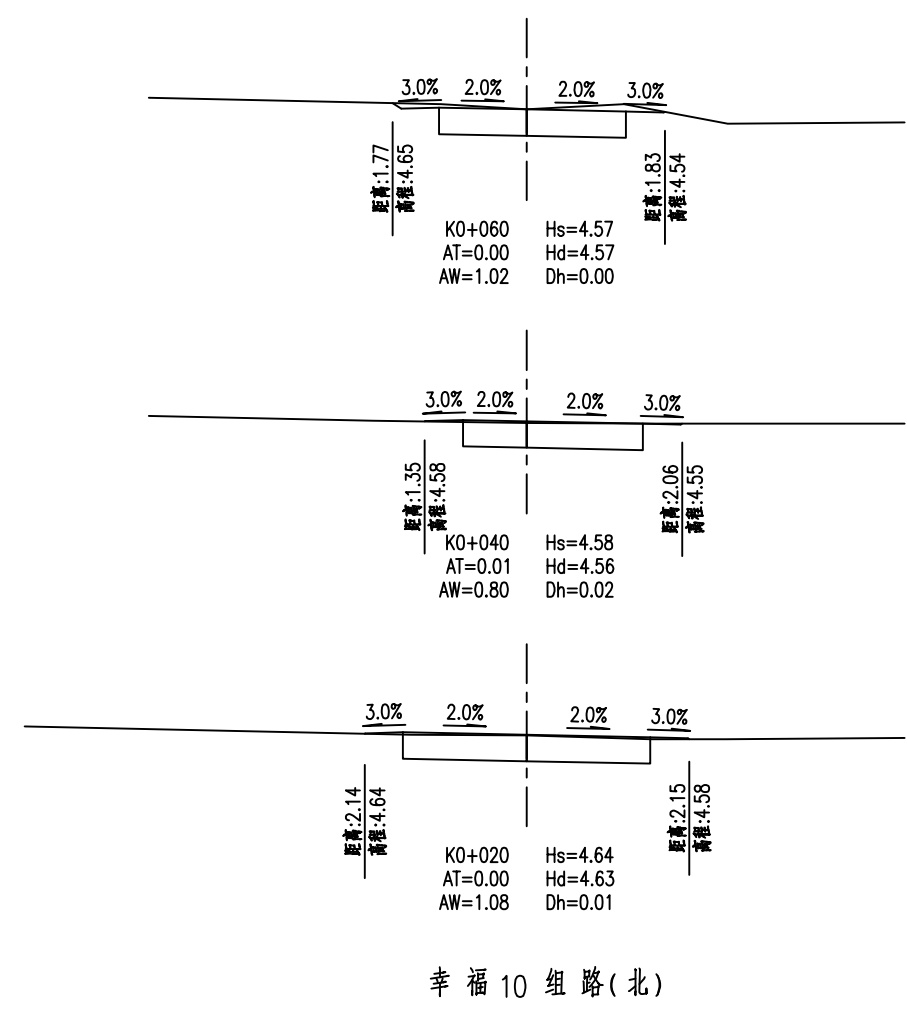 3.0% 2.0% 2.0% 3.0%
距离:1.77
高程:4.65
距离:1.83
高程:4.54
K0+060 Hs=4.57
AT=0.00 Hd=4.57
AW=1.02 Dh=0.00
3.0% 2.0% 2.0% 3.0%
距离:1.35
高程:4.58
距离:2.06
高程:4.55
K0+040 Hs=4.58
AT=0.01 Hd=4.56
AW=0.80 Dh=0.02
3.0% 2.0% 2.0% 3.0%
距离:2.14
高程:4.64
距离:2.15
高程:4.58
K0+020 Hs=4.64
AT=0.00 Hd=4.63
AW=1.08 Dh=0.01
幸福10组路(北)